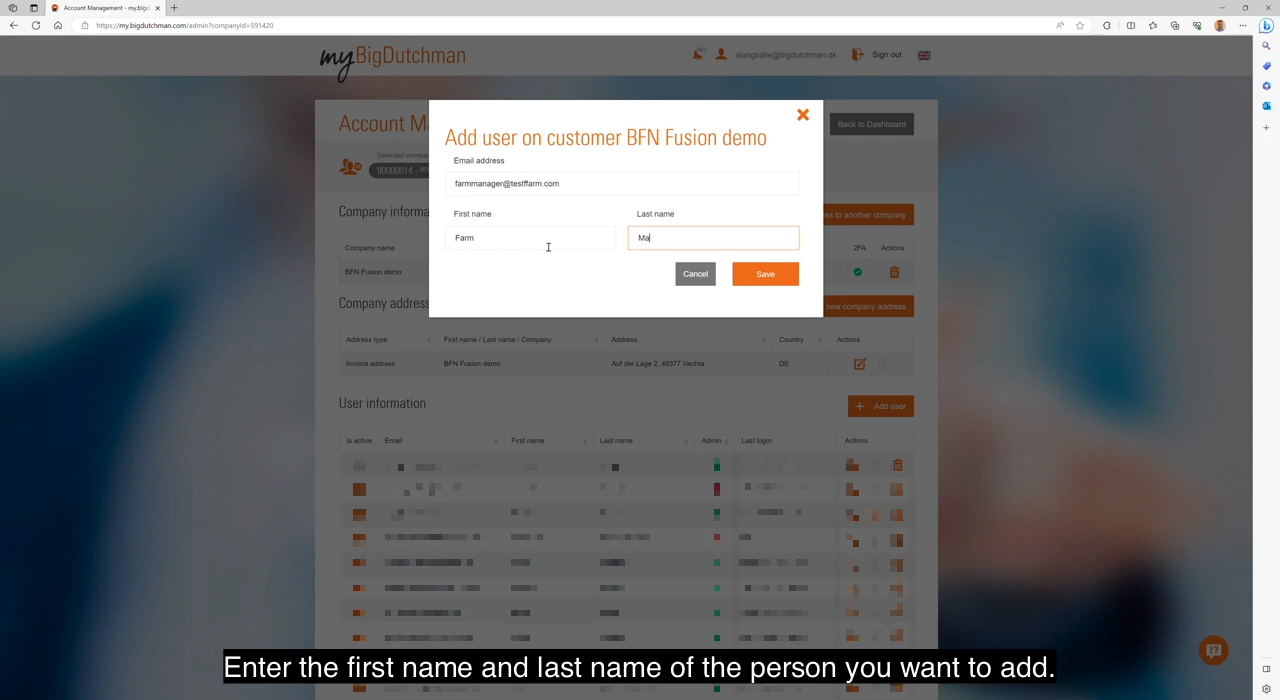 Account Management - my.bigd
https://my.bigdutchman.com/admin?companyId=591420
myBigDutchman
alangballe@bigdutchman.dk
Sign out
Account M
Back to Dashboard
Add user on customer BFN Fusion demo
Email address
farmmanager@testffarm.com
First name
Last name
Farm
Ma
Cancel
Save
Selected compa
90000014 - BFN
Company informa
ss to another company
Company name
2FA
Actions
BFN Fusion demo
Company address
new company address
Address type
First name / Last name / Company
Address
Country
Actions
Invoice address
BFN Fusion demo
Auf der Lage 2, 49377 Vechta
DE
User information
+ Add user
Is active
Email
First name
Last name
Admin
Last login:
Actions
Enter the first name and last name of the person you want to add.